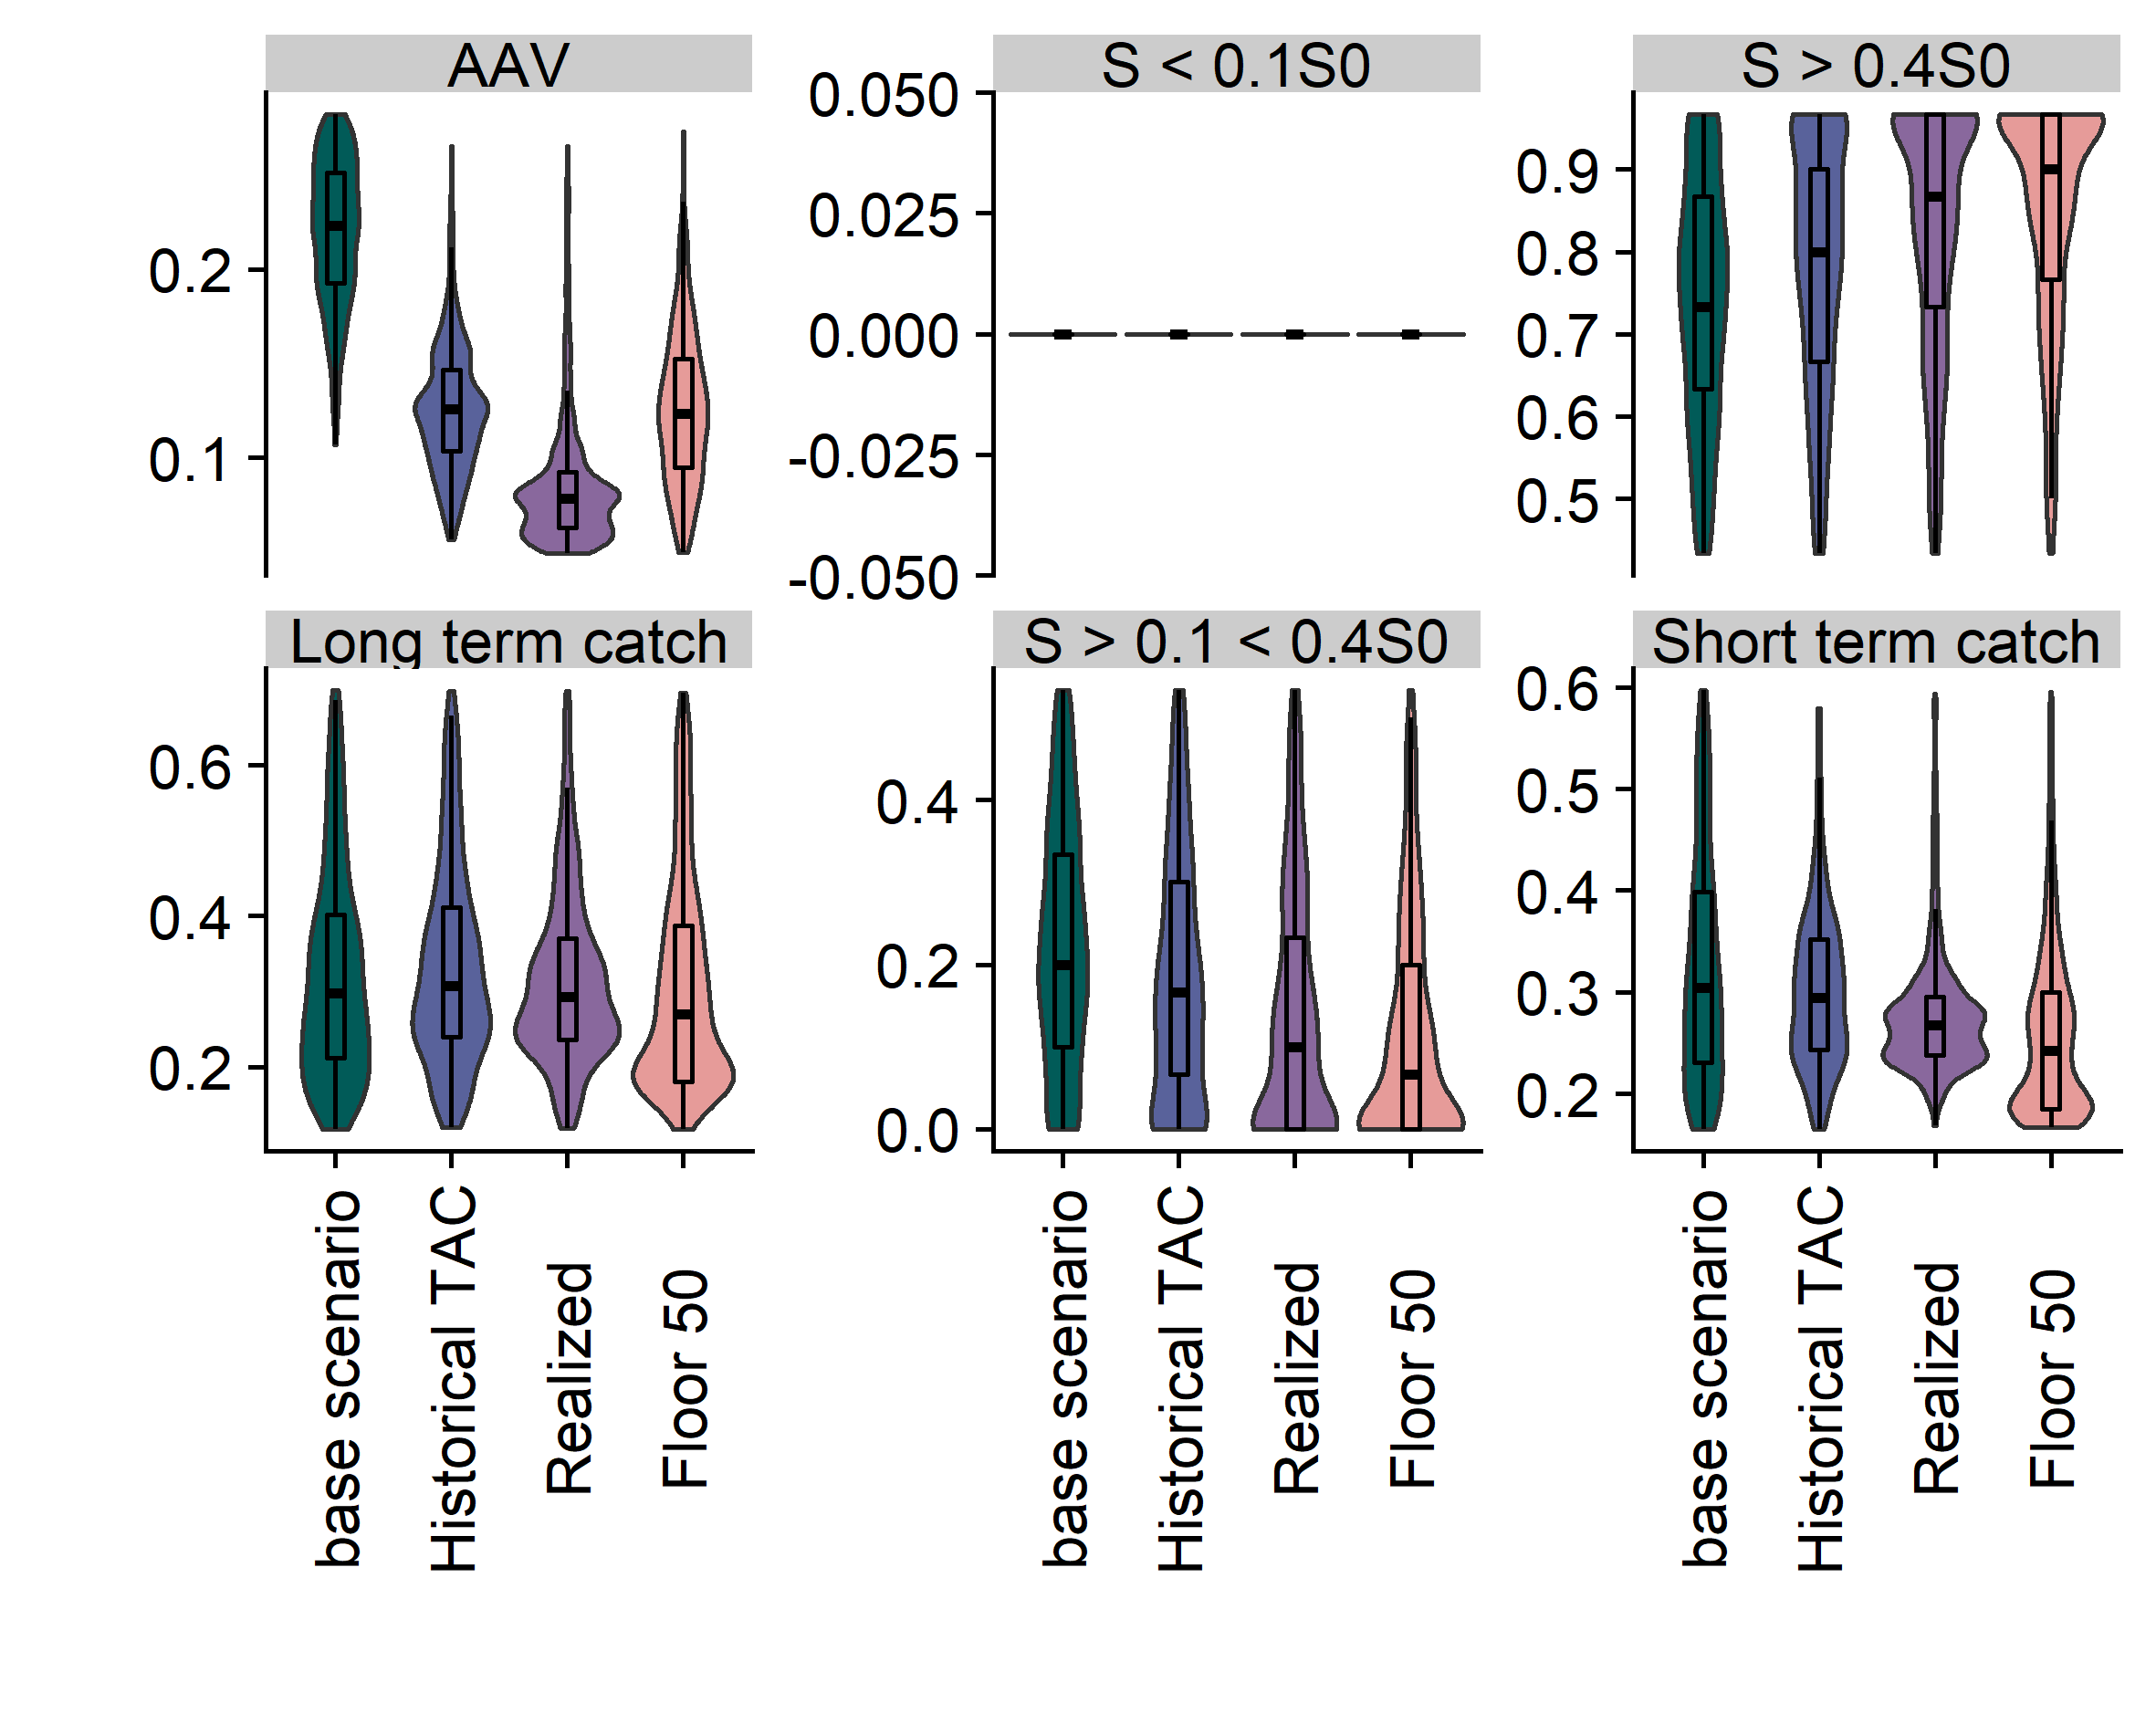 AAV
S < 0.1S0
S > 0.4S0
0.2
0.1
0.050
0.025
0.000
-0.025
-0.050
0.9
0.8
0.7
0.6
0.5
Long term catch
S > 0.1 < 0.4S0
Short term catch
0.6
0.4
0.2
0.4
0.2
0.0
0.6
0.5
0.4
0.3
0.2
base scenario
Historical TAC
Realized
Floor 50
base scenario
Historical TAC
Realized
Floor 50
base scenario
Historical TAC
Realized
Floor 50